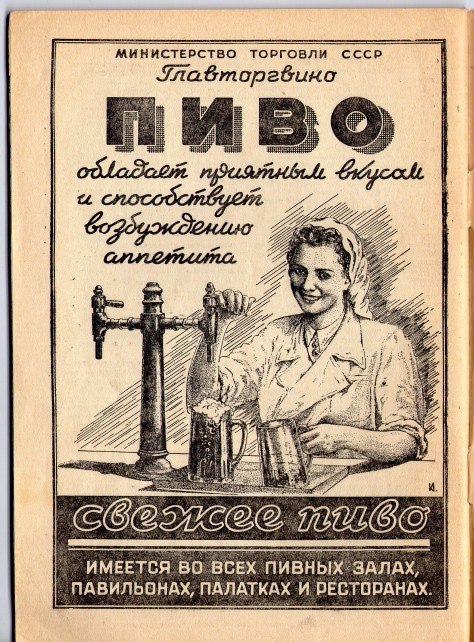 МИНИСТЕРСТВО ТОРГОВЛИ СССР
Главторгвино
ПИВО
обладает приятным вкусом
и способствует
возбуждению
аппетита
И.
свежее пиво
ИМЕЕТСЯ ВО ВСЕХ ПИВНЫХ ЗАЛАХ,
ПАВИЛЬОНАХ, ПАЛАТКАХ И РЕСТОРАНАХ.